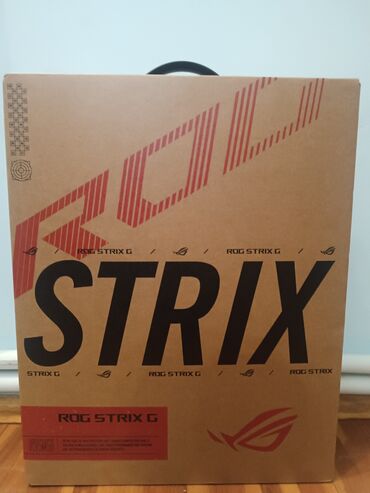 ROG
ROG STRIX G / / ROG STRIX G /
STRIX
STRIX G / / ROG STRIX G / / ROG STRIX
ROG STRIX G